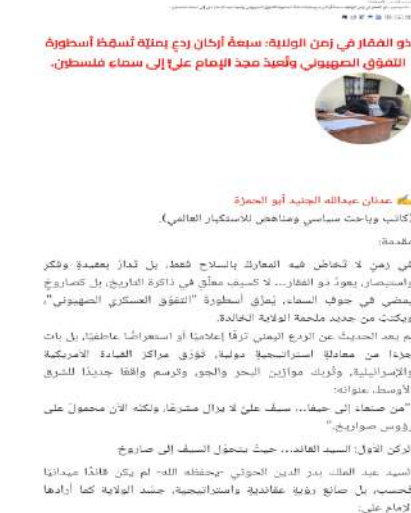 ذو الفقار في زمن الولاية: سبعة أركان ردع يمنيّة تُسقِطُ أسطورة
التفوّق الصهيوني وتُعيدُ مجدَ الإمام عليٍّ إلى سماءِ فلسطين.
✍️ عدنان عبدالله الجنيد أبو الحمزة
(كاتب وباحث سياسي ومناهض للاستكبار العالمي).
مقدمة:
في زمنٍ لا تُخاضُ فيه المعاركُ بالسلاح فقط، بل تُدارُ بعقيدةٍ وفكرٍ
واستبصار، يعودُ ذو الفقار... لا كسيفٍ معلّقٍ في ذاكرة التاريخ، بل كصاروخٍ
يمضي في جوفِ السماء، يُمزّق أسطورة "التفوق العسكري الصهيوني"،
ويكتبُ من جديد ملحمة الولاية الخالدة.
لم يعد الحديثُ عن الردع اليمني ترفًا إعلاميًا أو استعراضًا عاطفيًا، بل بات
جزءًا من معادلةٍ استراتيجيةٍ دولية، تُؤرّق مراكز القيادة الأمريكية
والإسرائيلية، وتُربك موازين البحر والجو، وترسم واقعًا جديدًا للشرق
الأوسط، عنوانه:
"من صنعاء إلى حيفا... سيف عليّ لا يزال مشرعًا، ولكنه الآن محمولٌ على
رؤوس صواريخ."
الركن الأول: السيد القائد... حيثُ يتحوّل السيف إلى صاروخ
السيد عبد الملك بدر الدين الحوثي -يحفظه الله- لم يكن قائدًا ميدانيًا
فحسب، بل صانع رؤيةٍ عقائديةٍ واستراتيجية، جسّد الولاية كما أرادها
الإمام علي: